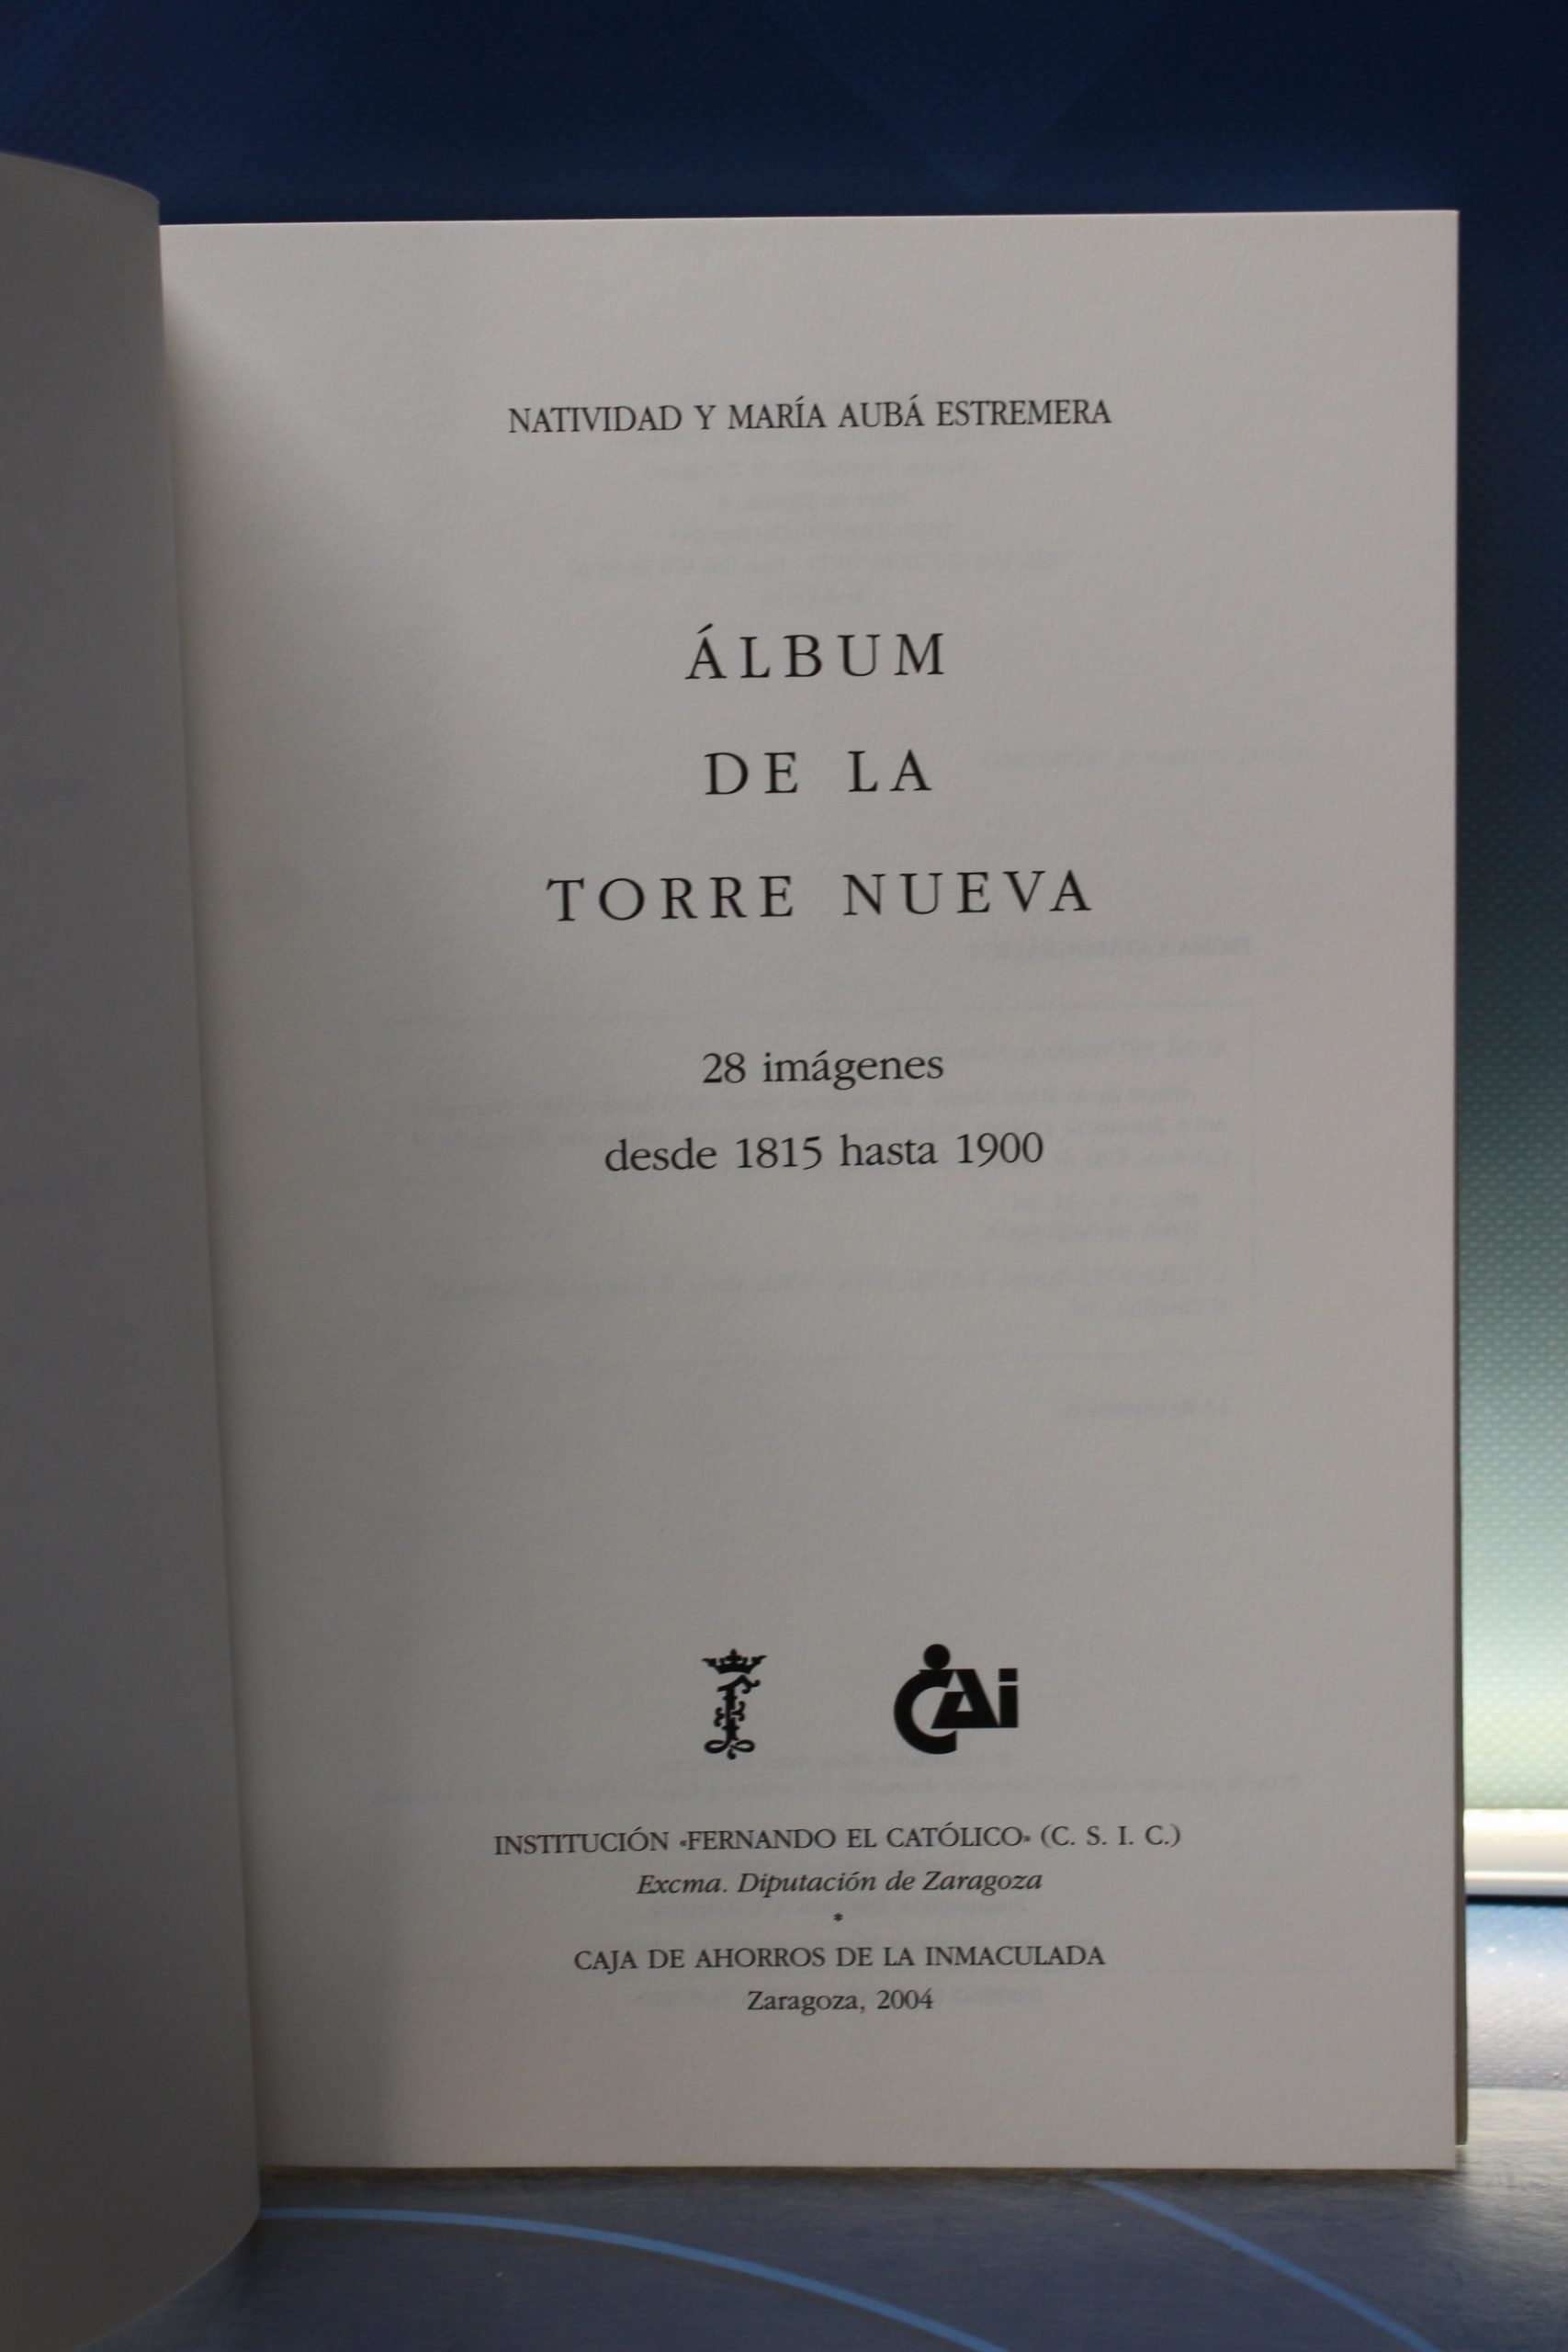 NATIVIDAD Y MARÍA AUBÁ ESTREMERA
ÁLBUM
DE LA
TORRE NUEVA
28 imágenes
desde 1815 hasta 1900
CAi
INSTITUCIÓN «FERNANDO EL CATÓLICO» (C. S. I. C.)
Excma. Diputación de Zaragoza
*
CAJA DE AHORROS DE LA INMACULADA
Zaragoza, 2004